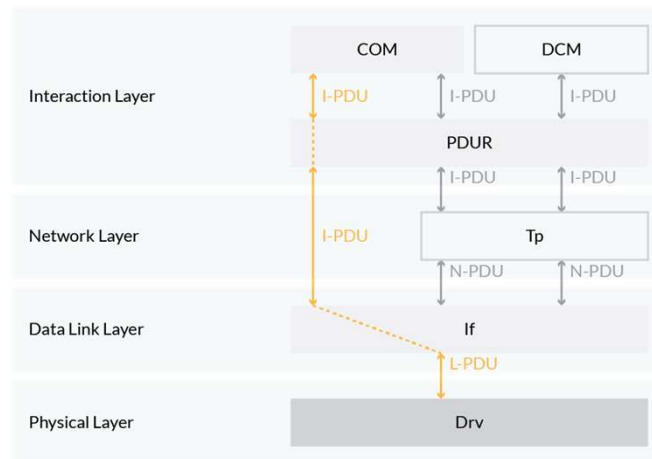 COM
DCM
Interaction Layer
I-PDU
I-PDU
I-PDU
PDUR
I-PDU
I-PDU
Network Layer
I-PDU
Tp
N-PDU
N-PDU
Data Link Layer
If
L-PDU
Physical Layer
Drv